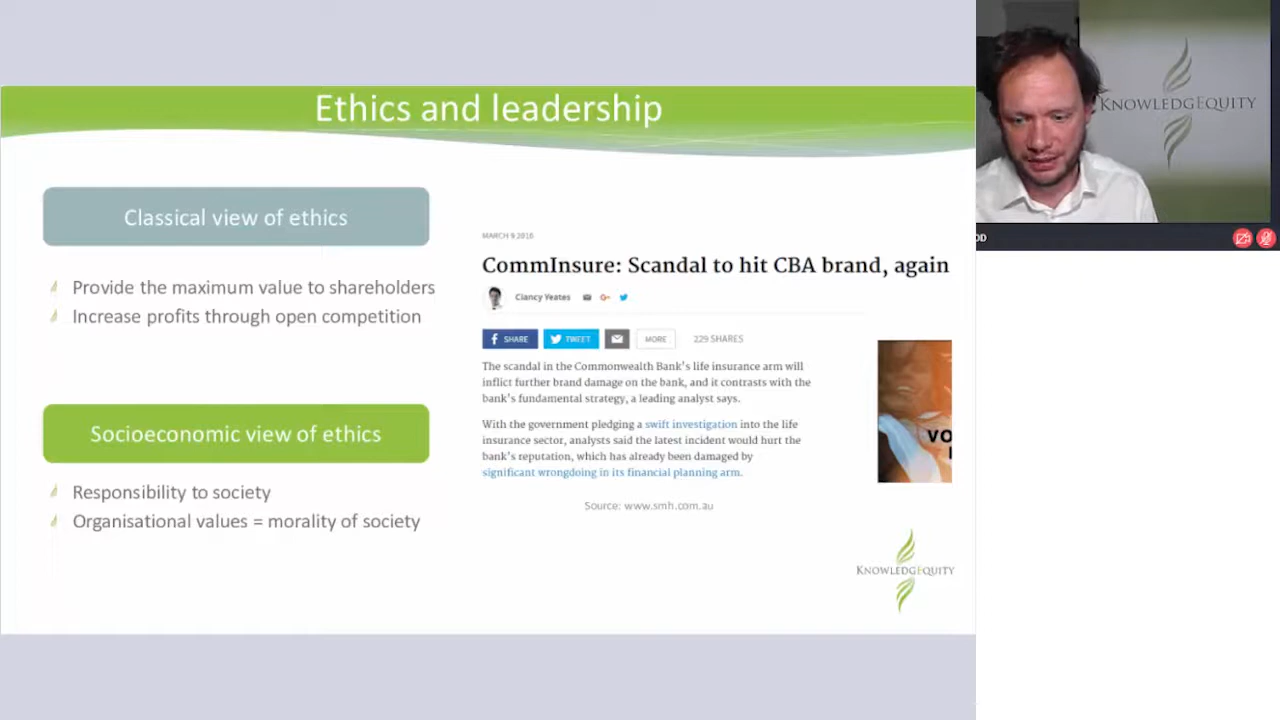 Ethics and leadership
Classical view of ethics
Provide the maximum value to shareholders
Increase profits through open competition
Socioeconomic view of ethics
Responsibility to society
Organisational values = morality of society
MARCH 9 2016
CommInsure: Scandal to hit CBA brand, again
Clancy Yeates
SHARE
TWEET
MORE
229 SHARES
The scandal in the Commonwealth Bank's life insurance arm will
inflict further brand damage on the bank, and it contrasts with the
bank's fundamental strategy, a leading analyst says.
With the government pledging a swift investigation into the life
insurance sector, analysts said the latest incident would hurt the
bank's reputation, which has already been damaged by
significant wrongdoing in its financial planning arm.
Source: www.smh.com.au
VO
KNOWLEDGEQUITY
KNOWLEDGEQUITY
OD